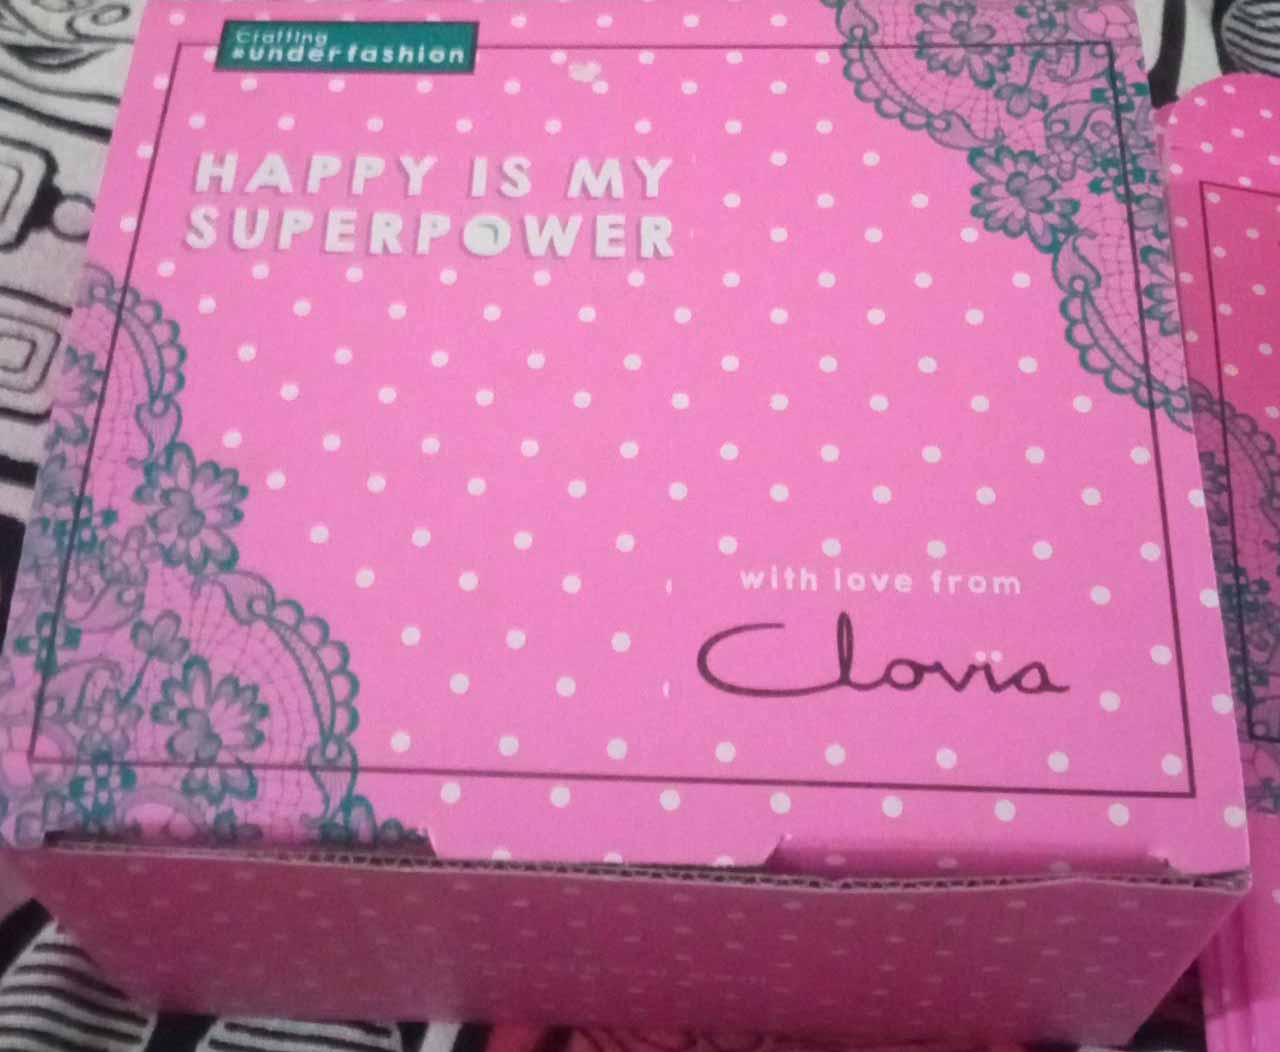 Crafting
#underfashion
HAPPY IS MY
SUPERPOWER
with love from
Clovia